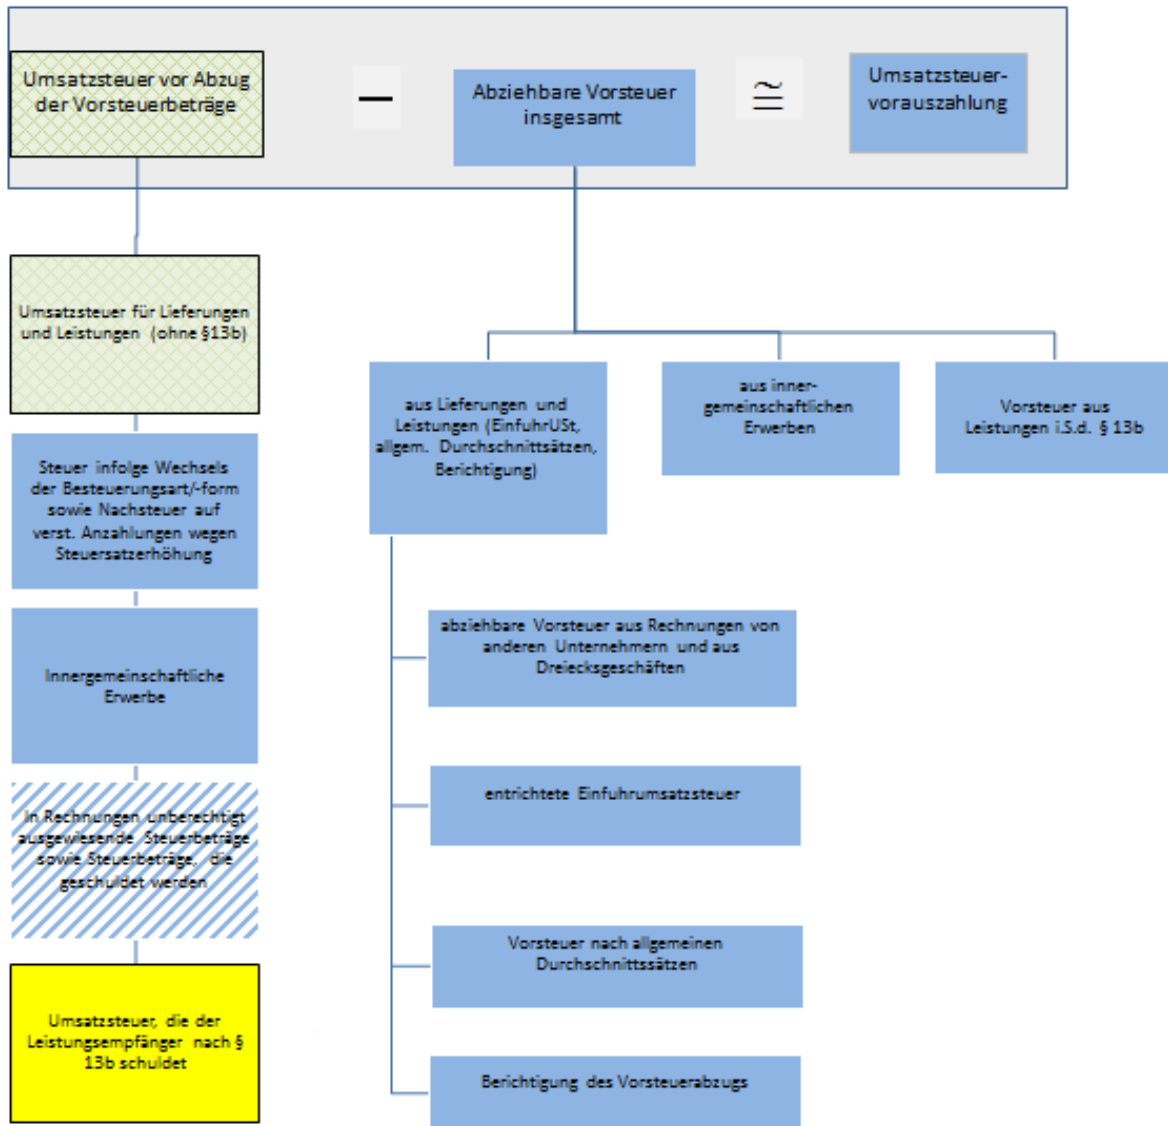 Umsatzsteuer vor Abzug
der Vorsteuerbeträge
—
Abziehbare Vorsteuer
insgesamt
≅
Umsatzsteuer-
vorauszahlung
Umsatzsteuer für Lieferungen
und Leistungen (ohne §13b)
Steuer infolge Wechsels
der Besteuerungsart/-form
sowie Nachsteuer auf
verst. Anzahlungen wegen
Steuersatzerhöhung
Innergemeinschaftliche
Erwerbe
In Rechnungen unberechtigt
ausgewiesende Steuerbeträge
sowie Steuerbeträge, die
geschuldet werden
Umsatzsteuer, die der
Leistungsempfänger nach §
13b schuldet
aus Lieferungen und
Leistungen (EinfuhrUSt,
allgem. Durchschnittsätzen,
Berichtigung)
aus inner-
gemeinschaftlichen
Erwerben
Vorsteuer aus
Leistungen i.S.d. § 13b
abziehbare Vorsteuer aus Rechnungen von
anderen Unternehmern und aus
Dreiecksgeschäften
entrichtete Einfuhrumsatzsteuer
Vorsteuer nach allgemeinen
Durchschnittssätzen
Berichtigung des Vorsteuerabzugs